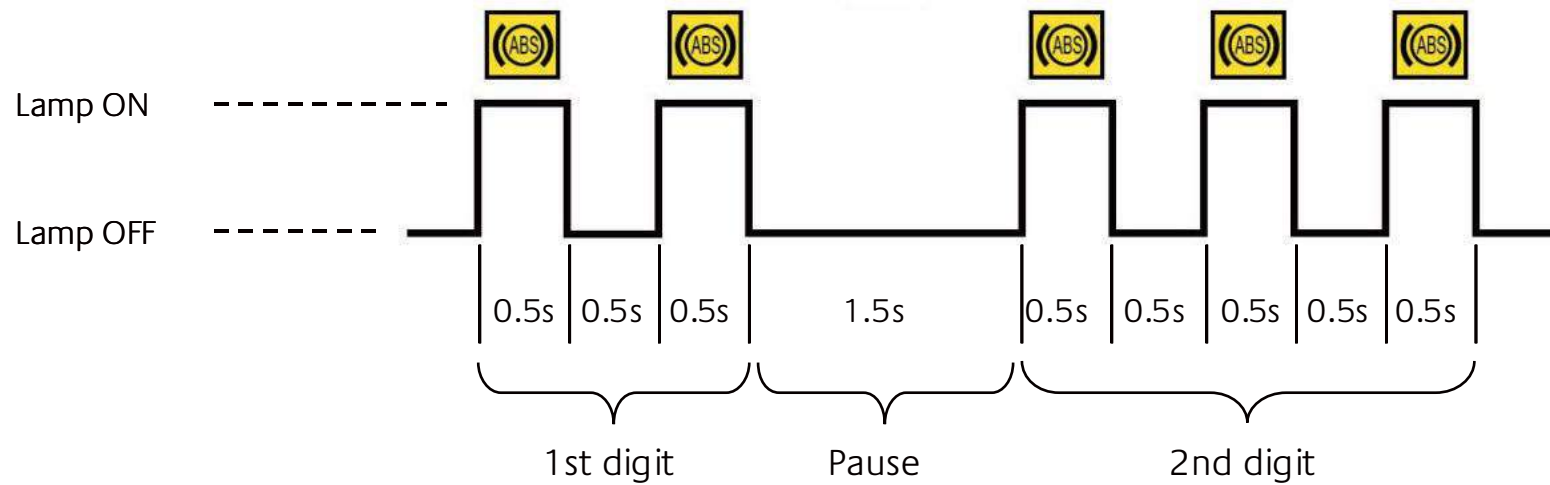 ABS ABS ABS ABS ABS
Lamp ON
Lamp OFF
0.5s 0.5s 0.5s 1.5s 0.5s 0.5s 0.5s 0.5s 0.5s
1st digit Pause 2nd digit